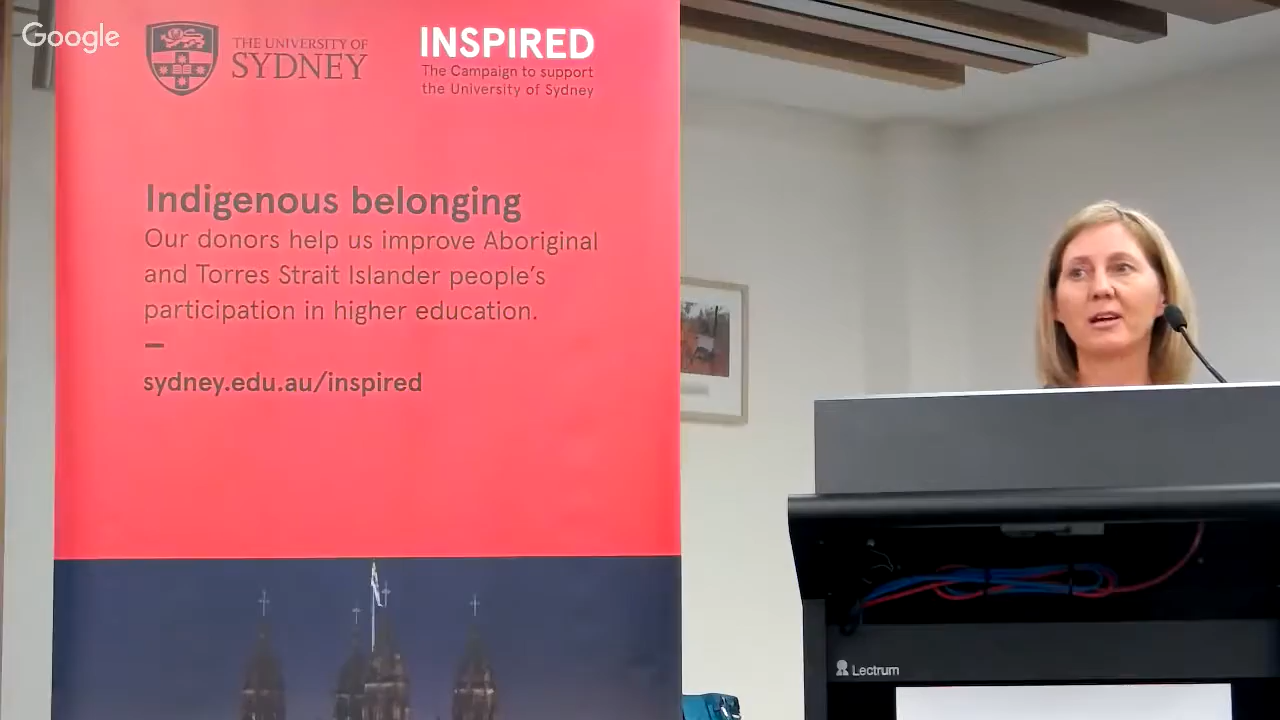 Google
THE UNIVERSITY OF
SYDNEY
INSPIRED
The Campaign to support
the University of Sydney
Indigenous belonging
Our donors help us improve Aboriginal
and Torres Strait Islander people's
participation in higher education.
sydney.edu.au/inspired
Lectrum